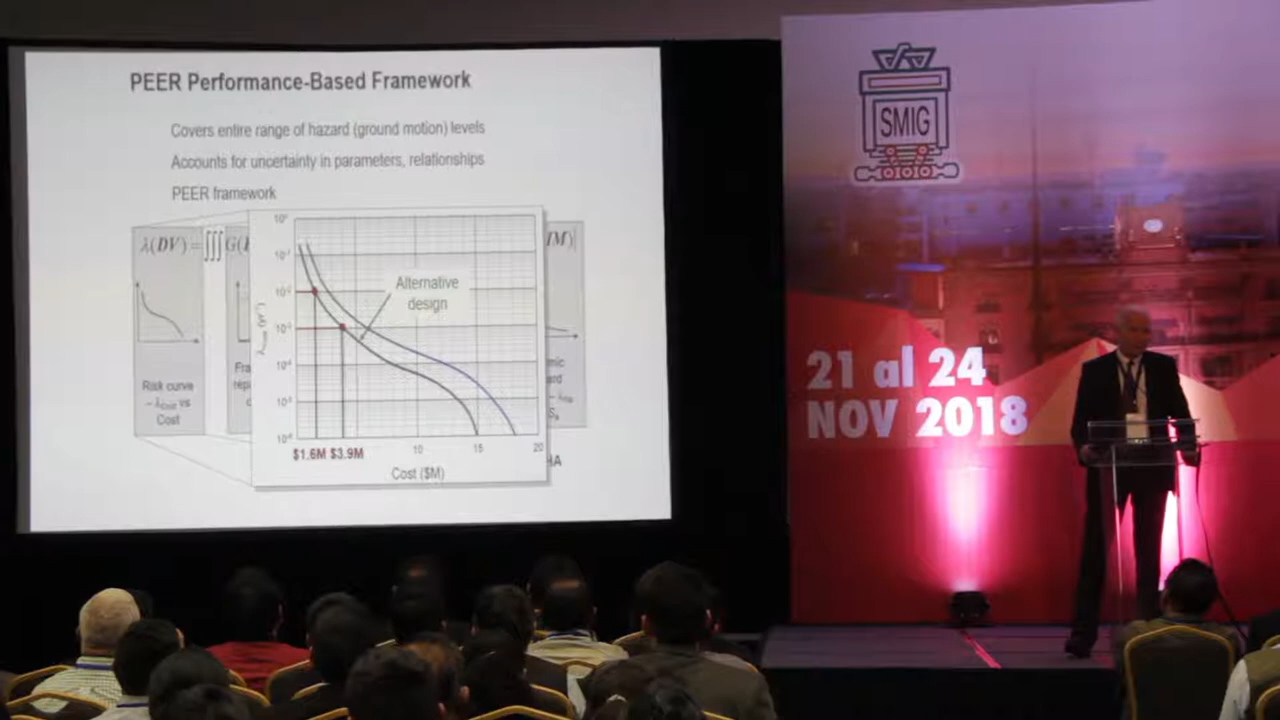 PEER Performance-Based Framework
Covers entire range of hazard (ground motion) levels
Accounts for uncertainty in parameters, relationships
PEER framework
λ(DV) = ∫∫∫ G(
IM)|
Alternative
design
Risk curve
vs
Cost
10
15
20
$1.6M $3.9M
Cost ($M)
SMIG
21 al 24
NOV 2018